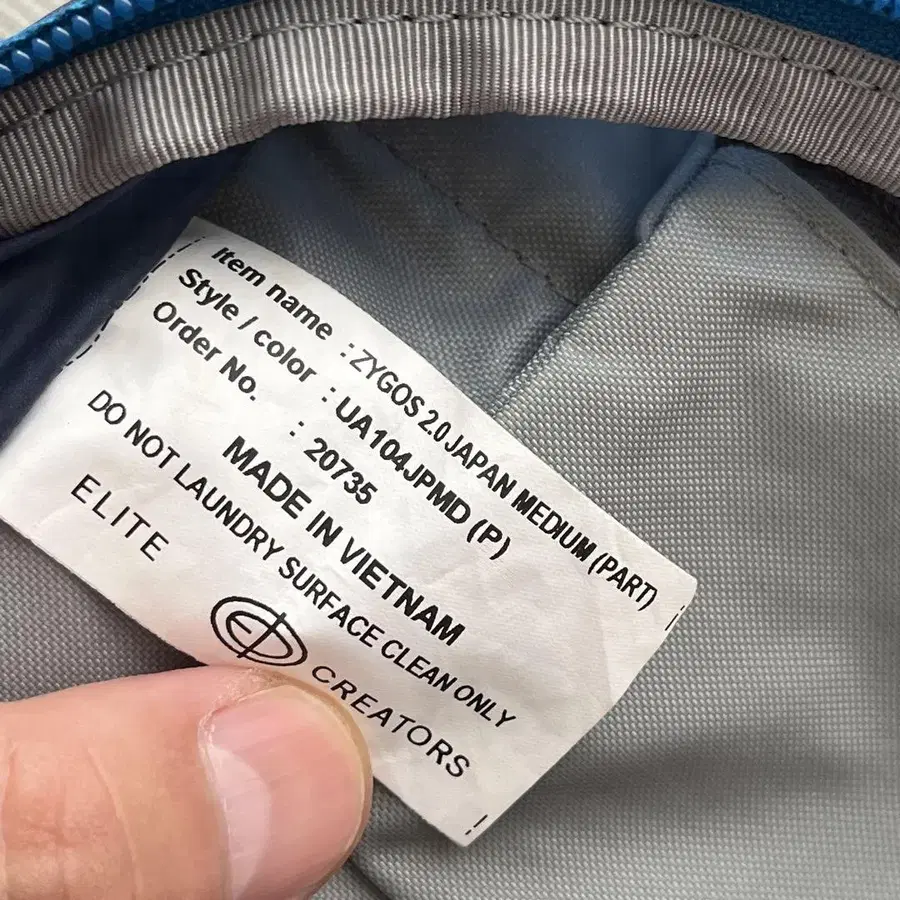 Item name : ZYGOS 2.0 JAPAN MEDIUM (PART)
Style / color : UA104JPMD (P)
Order No. : 20735
MADE IN VIETNAM
DO NOT LAUNDRY SURFACE CLEAN ONLY
ELITE CREATORS